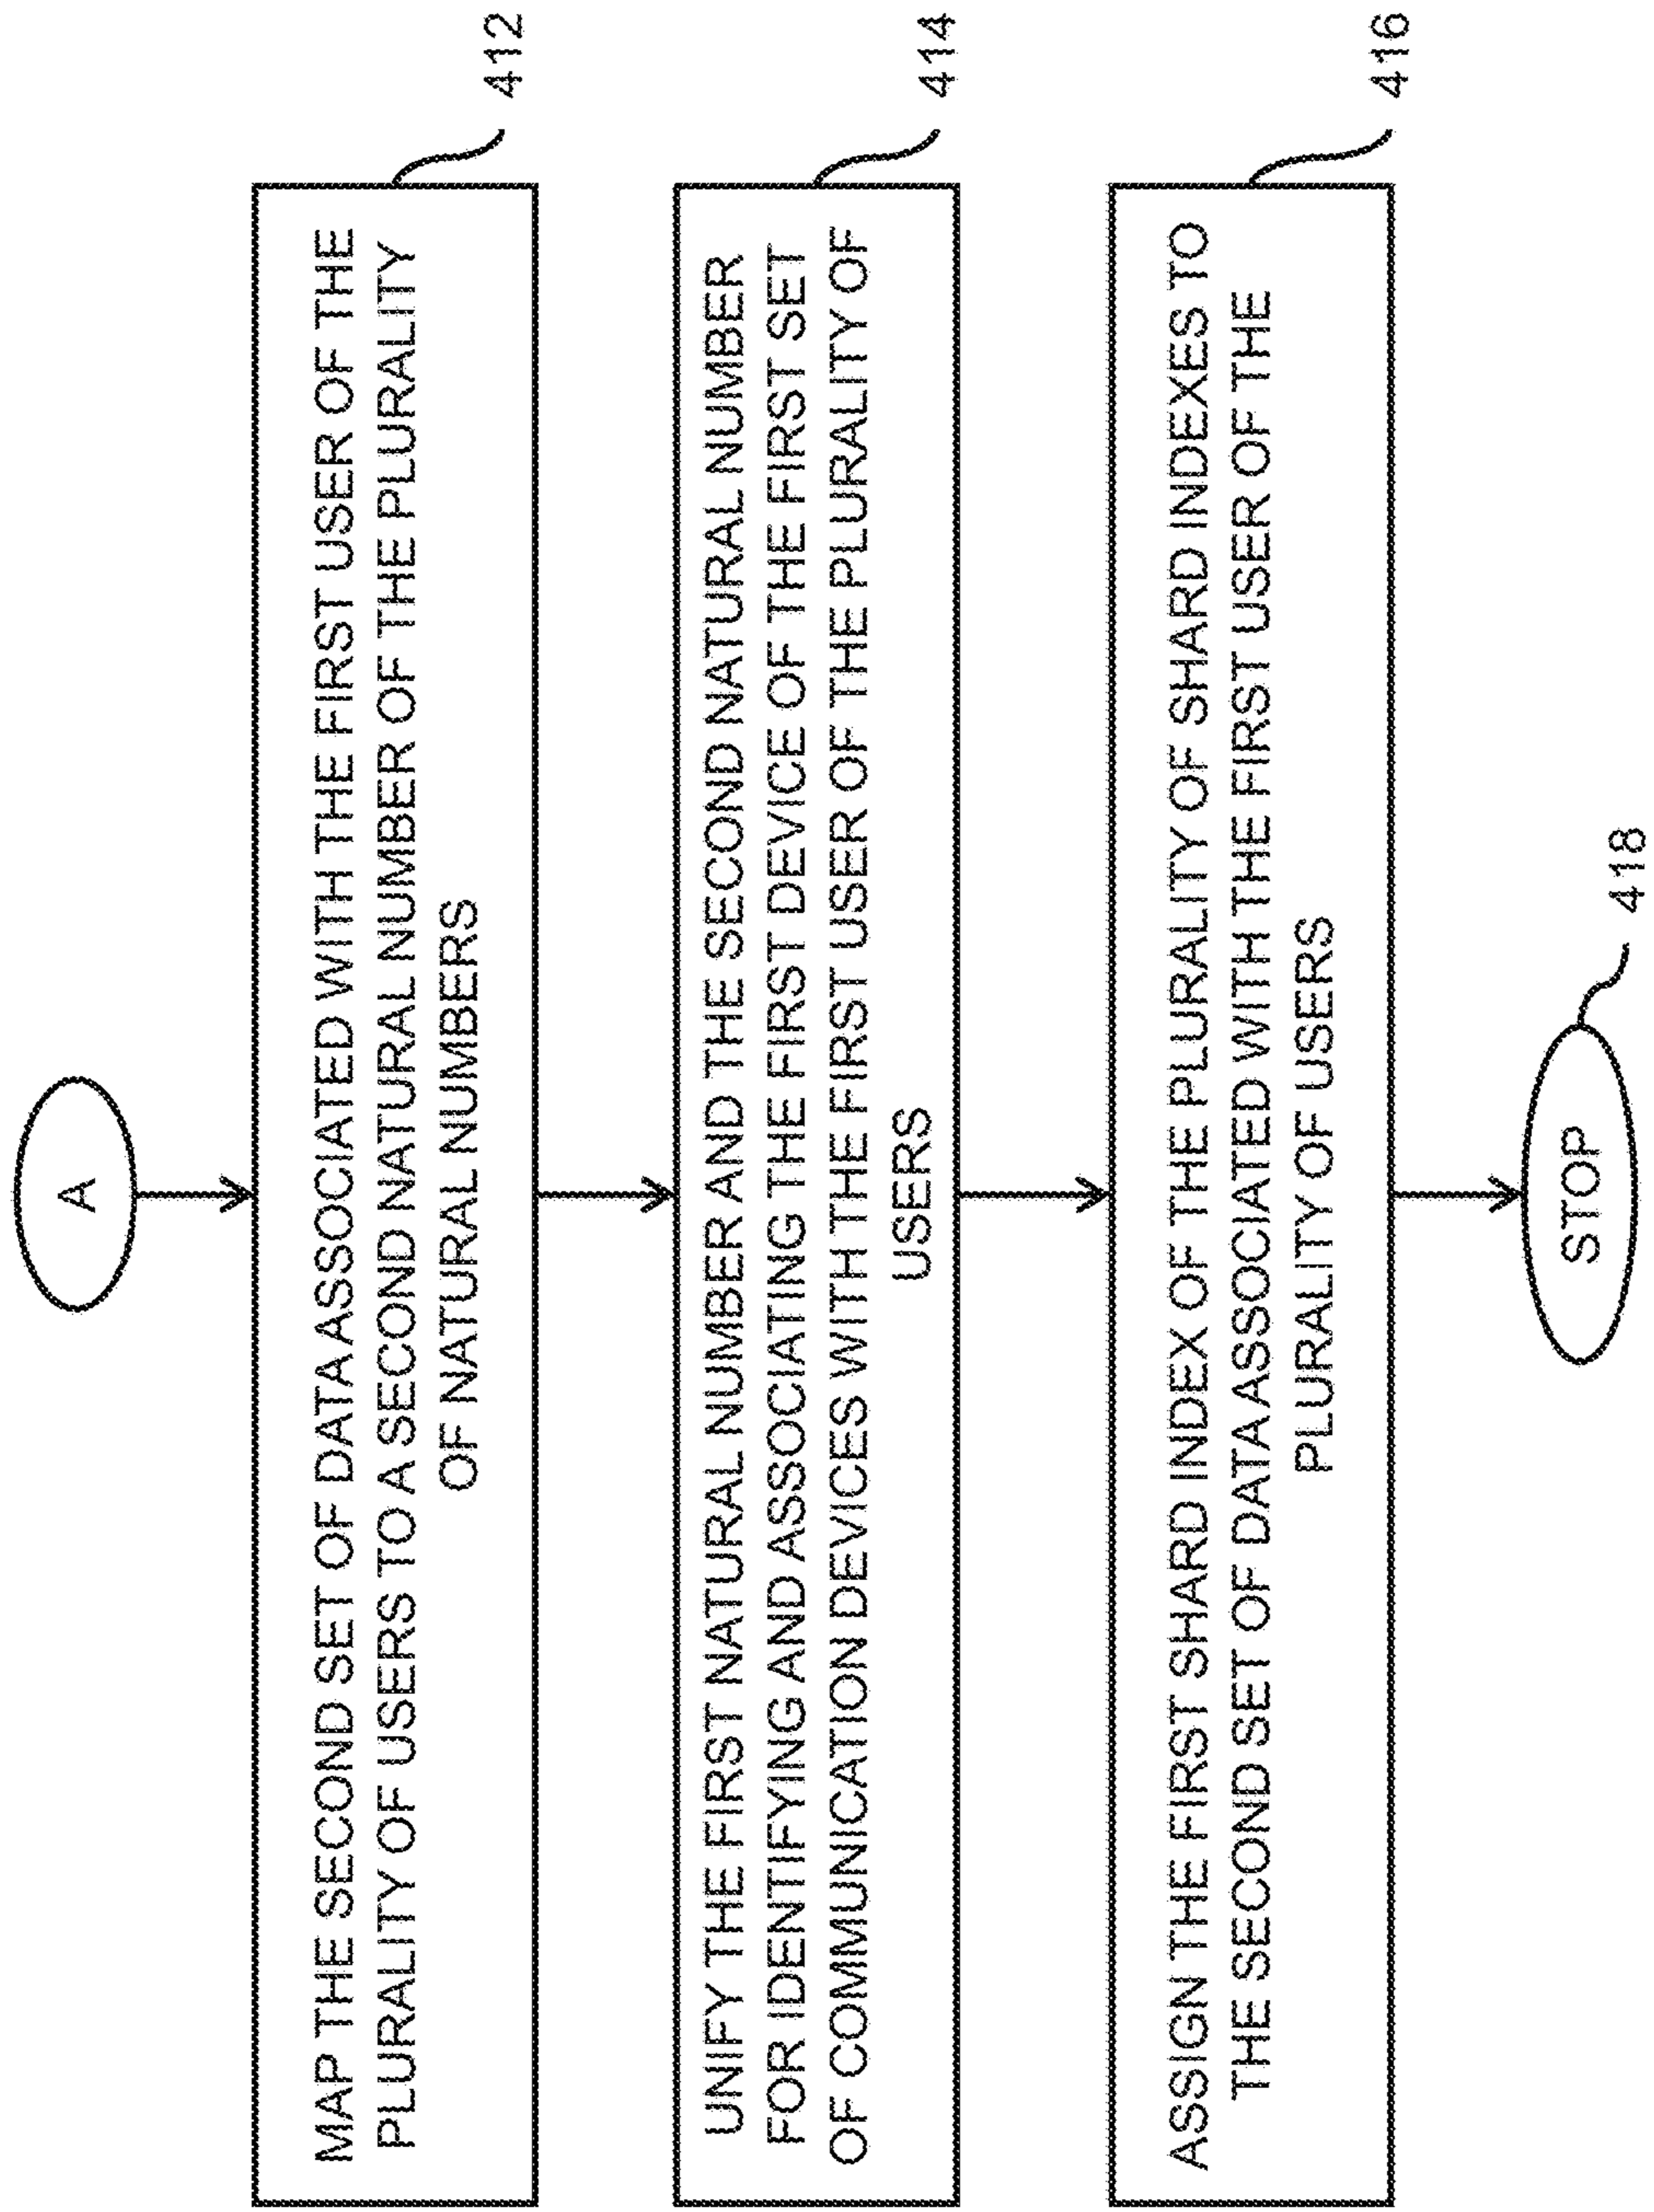 A
MAP THE SECOND SET OF DATA ASSOCIATED WITH THE FIRST USER OF THE
PLURALITY OF USERS TO A SECOND NATURAL NUMBER OF THE PLURALITY
OF NATURAL NUMBERS
412
UNIFY THE FIRST NATURAL NUMBER AND THE SECOND NATURAL NUMBER
FOR IDENTIFYING AND ASSOCIATING THE FIRST DEVICE OF THE FIRST SET
OF COMMUNICATION DEVICES WITH THE FIRST USER OF THE PLURALITY OF
USERS
414
ASSIGN THE FIRST SHARD INDEX OF THE PLURALITY OF SHARD INDEXES TO
THE SECOND SET OF DATA ASSOCIATED WITH THE FIRST USER OF THE
PLURALITY OF USERS
416
STOP
418